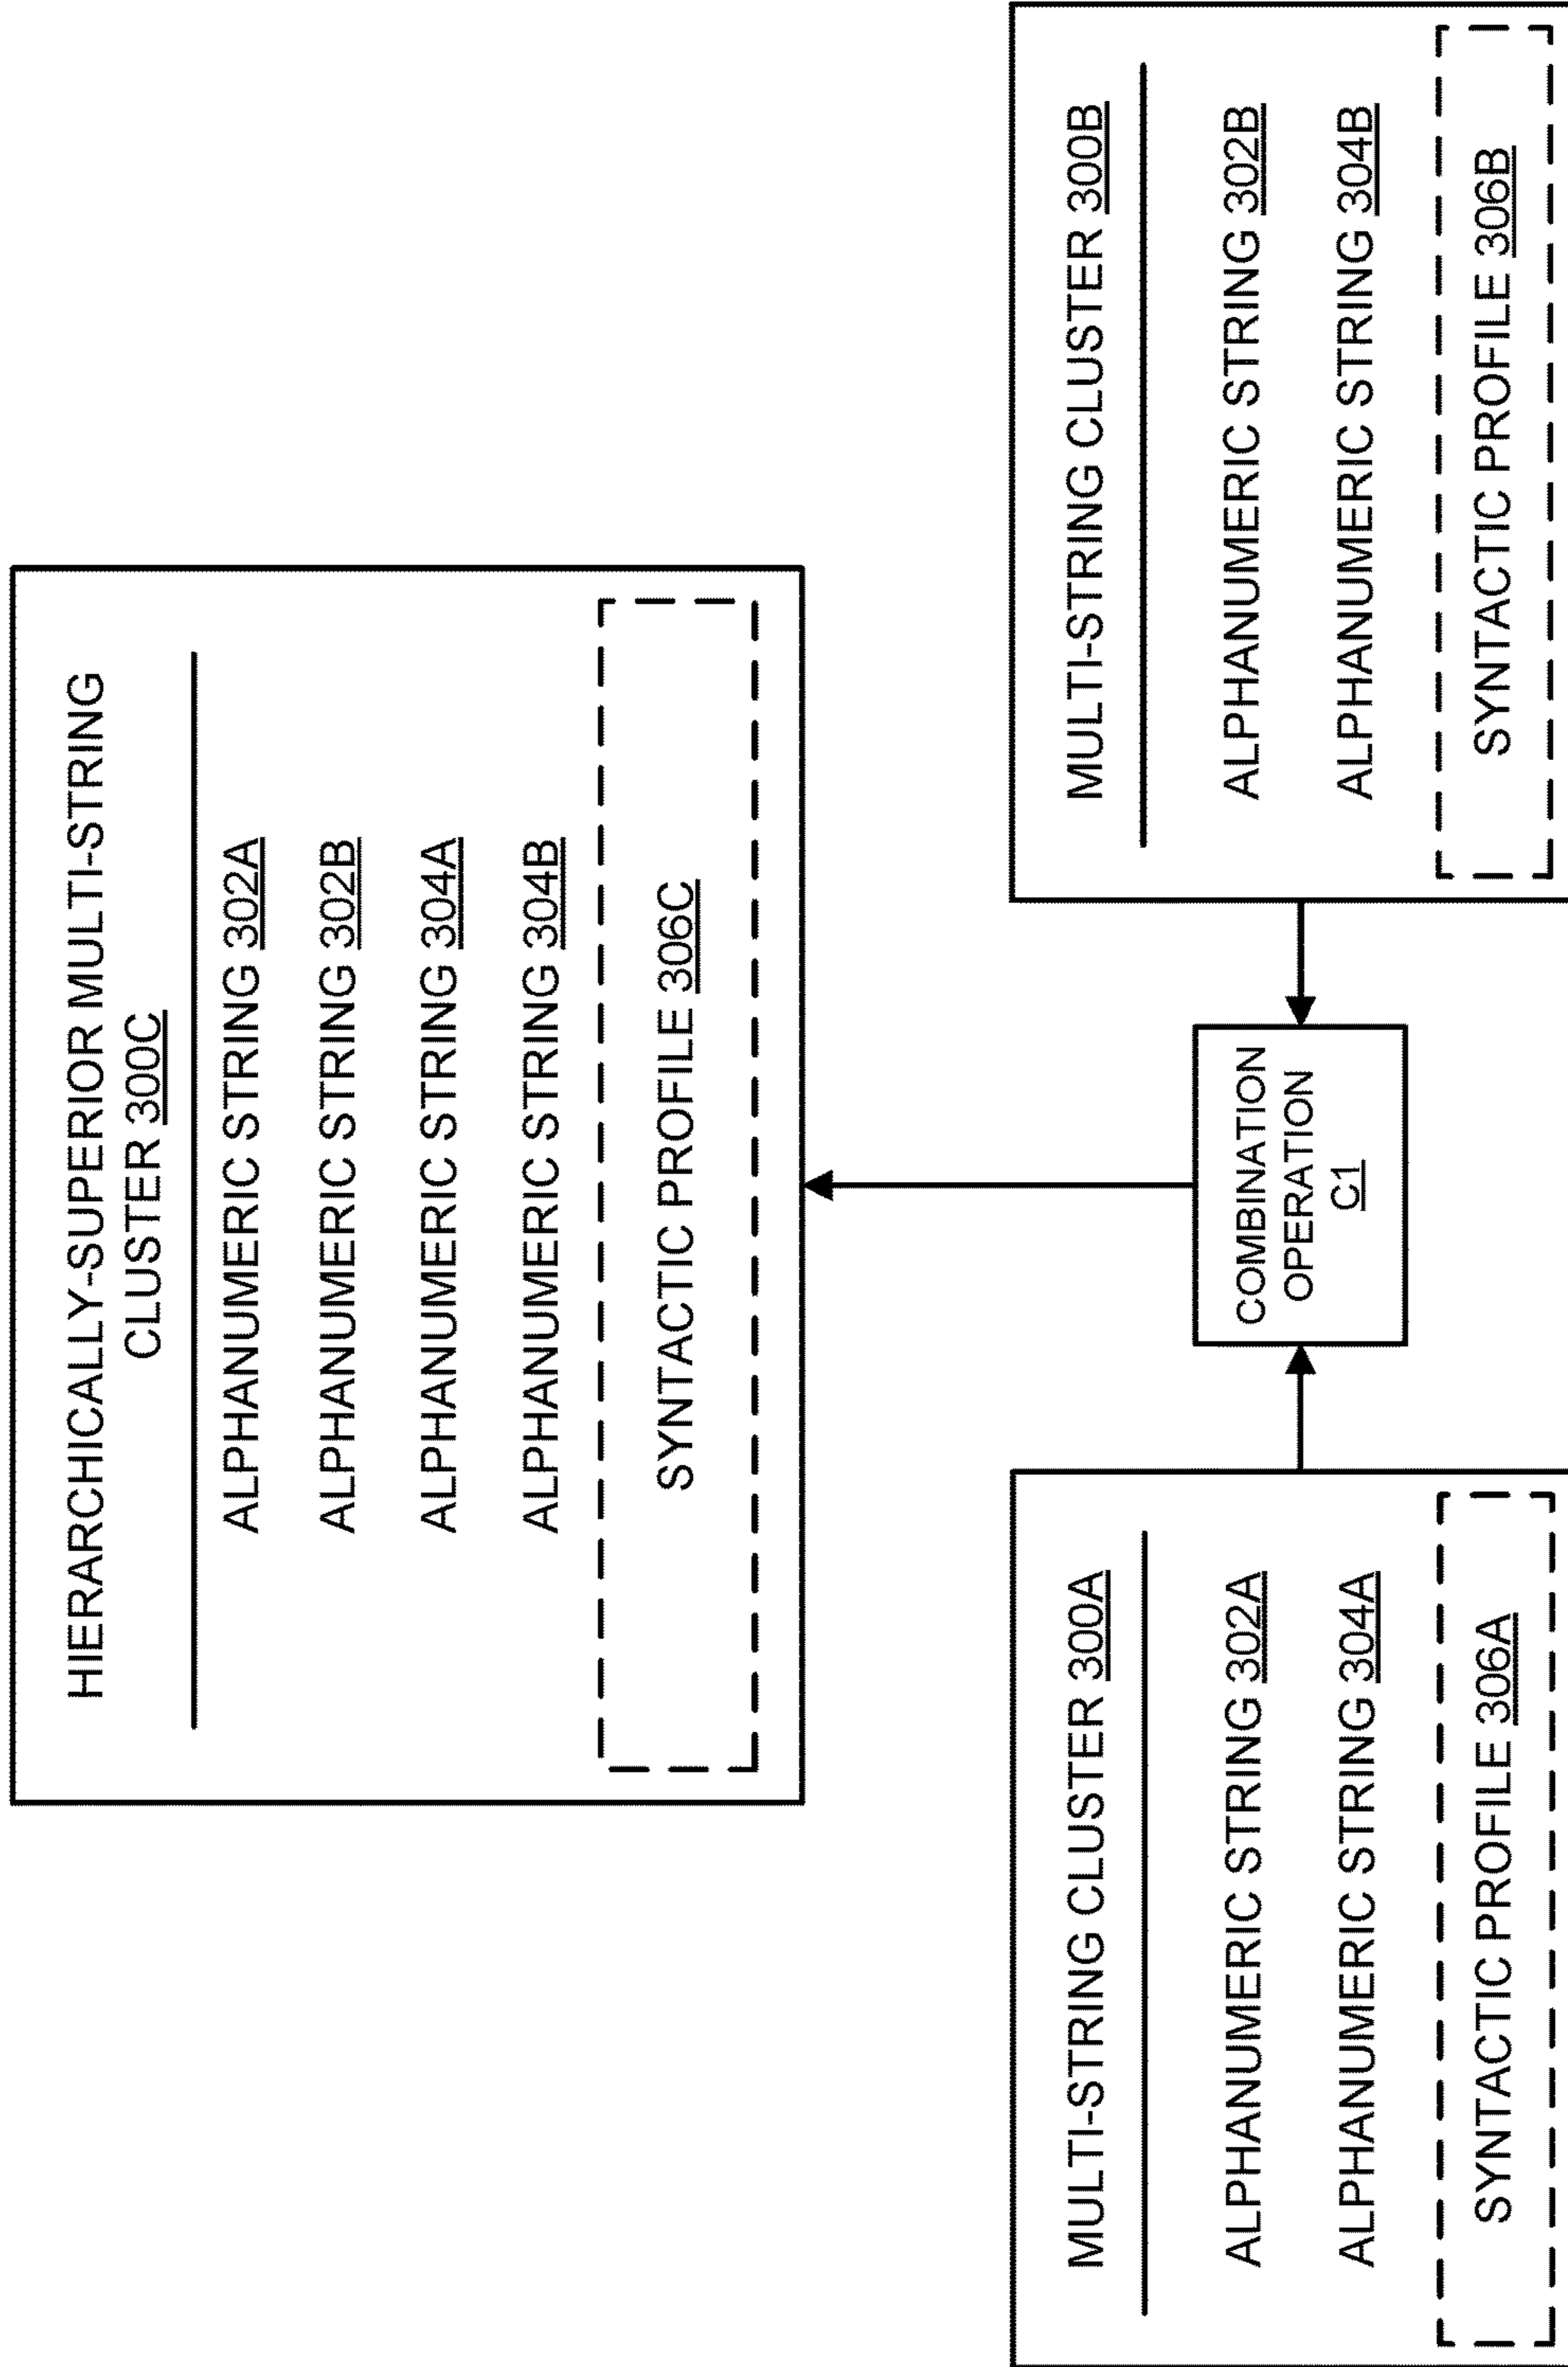 HIERARCHICALLY-SUPERIOR MULTI-STRING
CLUSTER 300C
ALPHANUMERIC STRING 302A
ALPHANUMERIC STRING 302B
ALPHANUMERIC STRING 304A
ALPHANUMERIC STRING 304B
SYNTACTIC PROFILE 306C
MULTI-STRING CLUSTER 300A
ALPHANUMERIC STRING 302A
ALPHANUMERIC STRING 304A
SYNTACTIC PROFILE 306A
COMBINATION
OPERATION
C1
MULTI-STRING CLUSTER 300B
ALPHANUMERIC STRING 302B
ALPHANUMERIC STRING 304B
SYNTACTIC PROFILE 306B